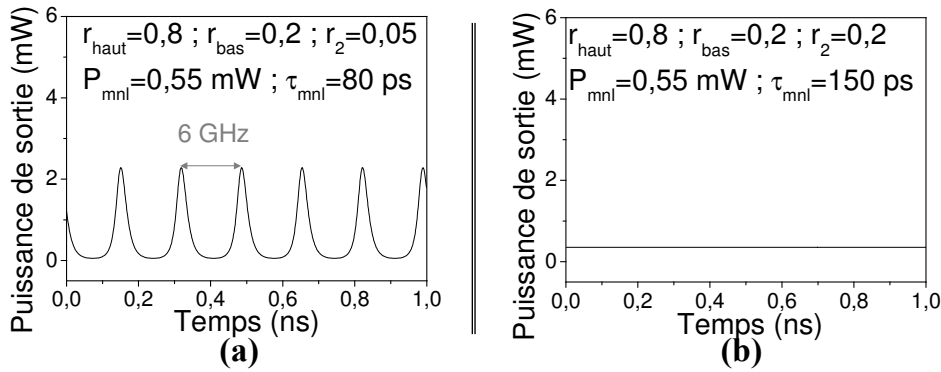 Puissance de sortie (mW)
6
4
2
0
r_haut=0,8 ; r_bas=0,2 ; r_2=0,05
P_mnl=0,55 mW ; τ_mnl=80 ps
6 GHz
0,0 0,2 0,4 0,6 0,8 1,0
Temps (ns)
(a)
Puissance de sortie (mW)
6
4
2
0
r_haut=0,8 ; r_bas=0,2 ; r_2=0,2
P_mnl=0,55 mW ; τ_mnl=150 ps
0,0 0,2 0,4 0,6 0,8 1,0
Temps (ns)
(b)